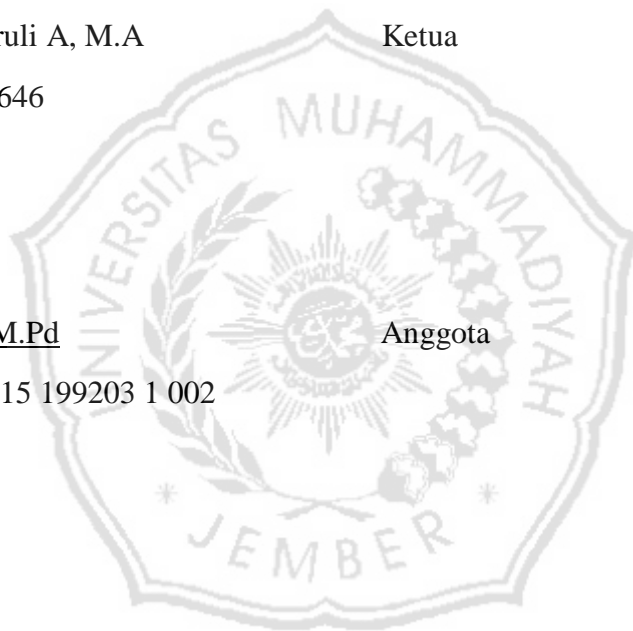 ruli A, M.A Ketua
646
UNIVERSITAS MUHAMMADIYAH
M.Pd Anggota
15 199203 1 002
* JEMBER *